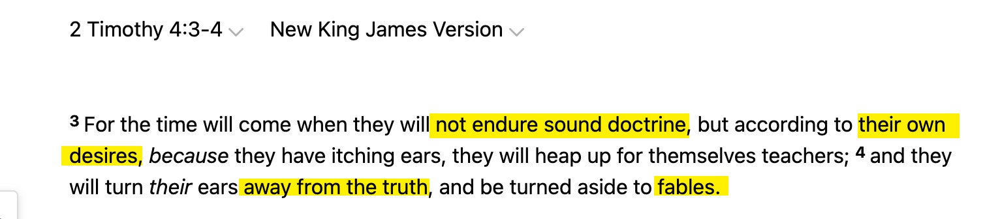 2 Timothy 4:3-4 New King James Version
3 For the time will come when they will not endure sound doctrine, but according to their own
desires, because they have itching ears, they will heap up for themselves teachers; 4 and they
will turn their ears away from the truth, and be turned aside to fables.